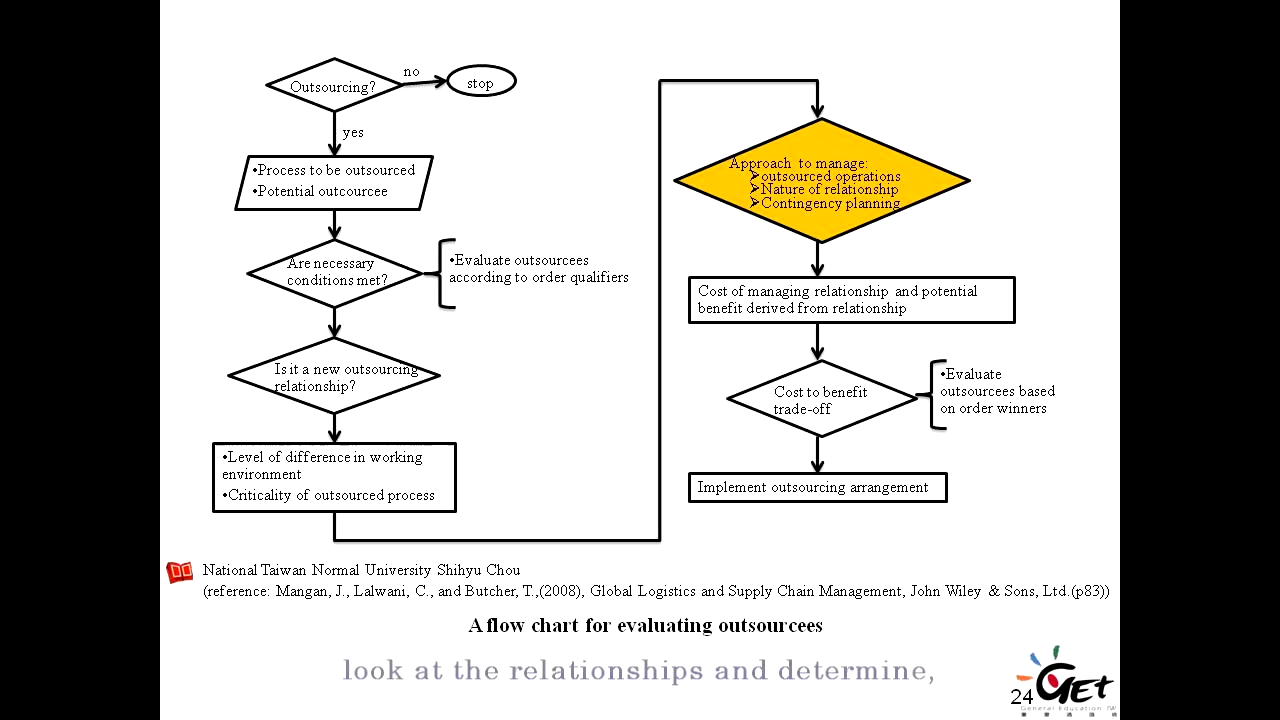 Outsourcing?
no
stop
yes
•Process to be outsourced
•Potential outcourcee
Are necessary
conditions met?
•Evaluate outsourcees
according to order qualifiers
Is it a new outsourcing
relationship?
•Level of difference in working
environment
•Criticality of outsourced process
Approach to manage:
➢outsourced operations
➢Nature of relationship
➢Contingency planning
Cost of managing relationship and potential
benefit derived from relationship
Cost to benefit
trade-off
•Evaluate
outsourcees based
on order winners
Implement outsourcing arrangement
National Taiwan Normal University Shihyu Chou
(reference: Mangan, J., Lalwani, C., and Butcher, T.,(2008), Global Logistics and Supply Chain Management, John Wiley & Sons, Ltd.(p83))
A flow chart for evaluating outsourcees
look at the relationships and determine,
24
GET
General Education TW